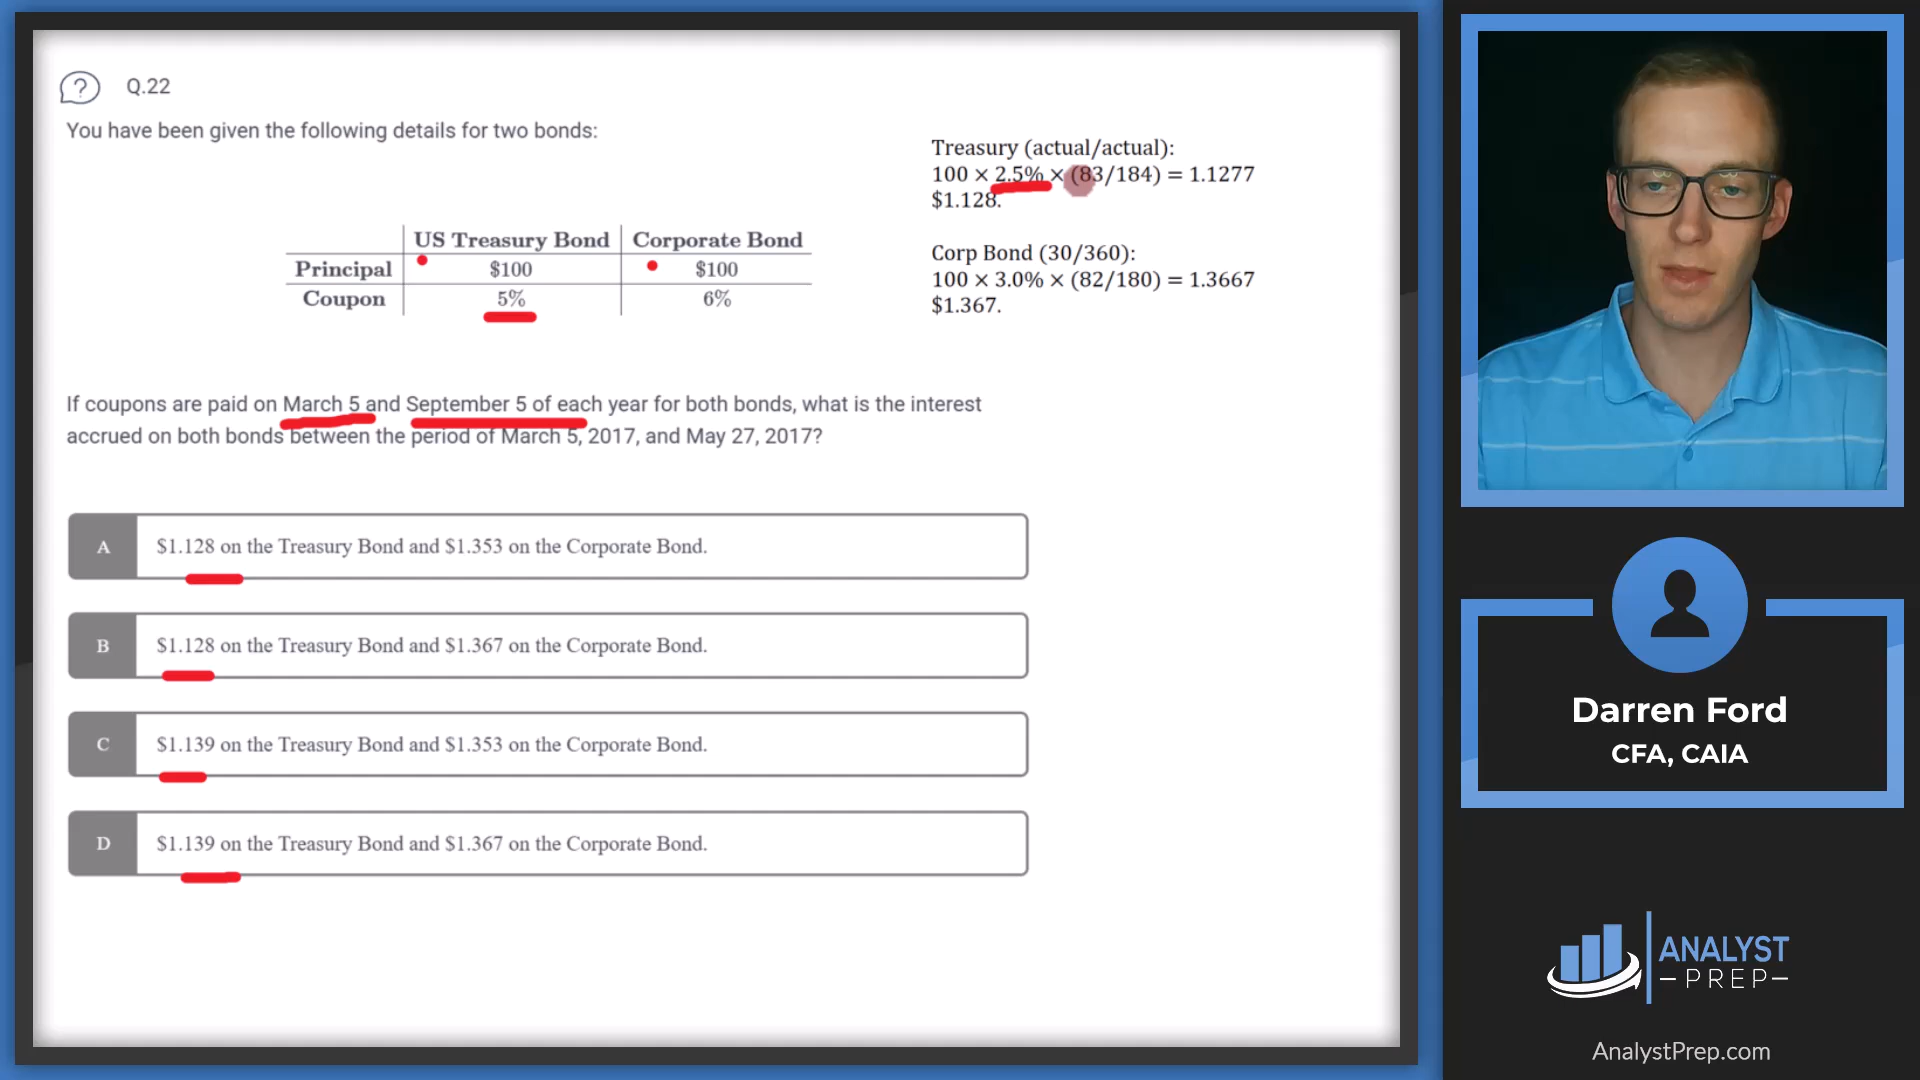 ?
Q.22
You have been given the following details for two bonds:
US Treasury Bond Corporate Bond
Principal $100 $100
Coupon 5% 6%
Treasury (actual/actual):
100 × 2.5% × (83/184) = 1.1277
$1.128.
Corp Bond (30/360):
100 × 3.0% × (82/180) = 1.3667
$1.367.
If coupons are paid on March 5 and September 5 of each year for both bonds, what is the interest
accrued on both bonds between the period of March 5, 2017, and May 27, 2017?
A $1.128 on the Treasury Bond and $1.353 on the Corporate Bond.
B $1.128 on the Treasury Bond and $1.367 on the Corporate Bond.
C $1.139 on the Treasury Bond and $1.353 on the Corporate Bond.
D $1.139 on the Treasury Bond and $1.367 on the Corporate Bond.
Darren Ford
CFA, CAIA
ANALYST
PREP
AnalystPrep.com